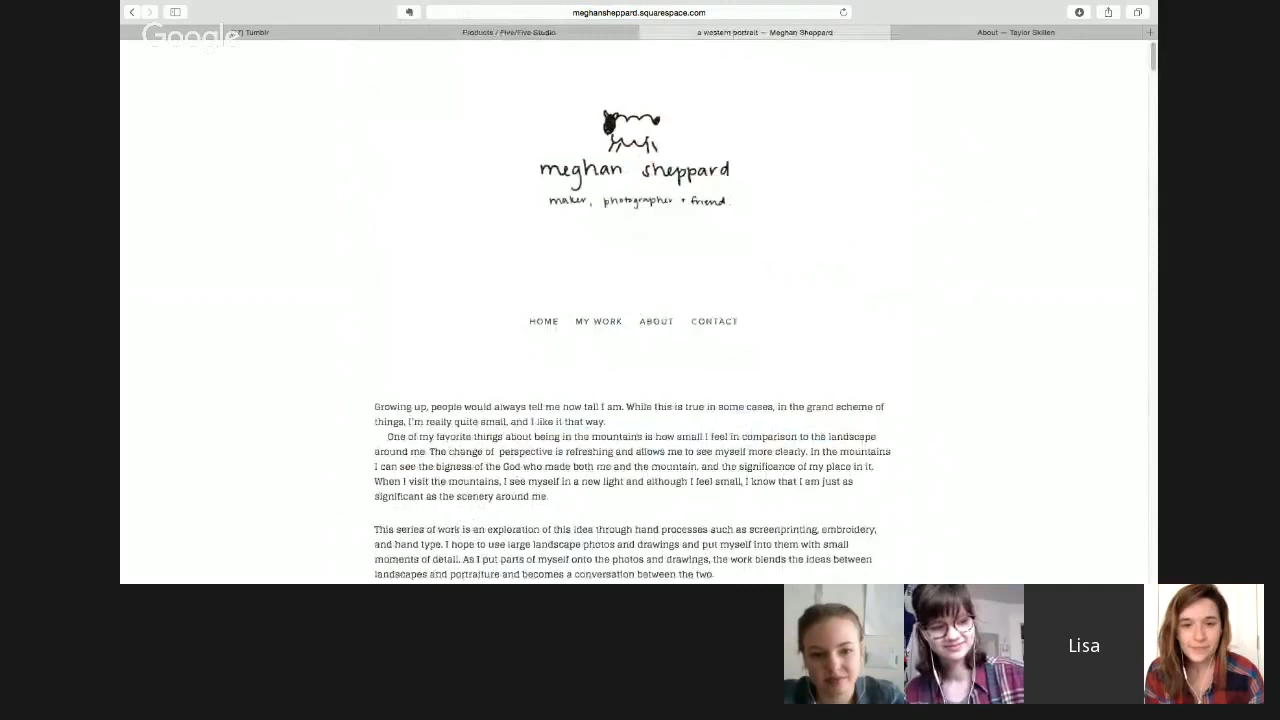 meghansheppard.squarespace.com
Google
Tumblr
Products / Five/Five Studio
a western portrait — Meghan Sheppard
About — Taylor Skillen
meghan sheppard
maker, photographer + friend.
HOME MY WORK ABOUT CONTACT
Growing up, people would always tell me how tall I am. While this is true in some cases, in the grand scheme of
things, I'm really quite small, and I like it that way.
One of my favorite things about being in the mountains is how small I feel in comparison to the landscape
around me. The change of perspective is refreshing and allows me to see myself more clearly. In the mountains
I can see the bigness of the God who made both me and the mountain, and the significance of my place in it.
When I visit the mountains, I see myself in a new light and although I feel small, I know that I am just as
significant as the scenery around me.
This series of work is an exploration of this idea through hand processes such as screenprinting, embroidery,
and hand type. I hope to use large landscape photos and drawings and put myself into them with small
moments of detail. As I put parts of myself onto the photos and drawings, the work blends the ideas between
landscapes and portraiture and becomes a conversation between the two.
Lisa